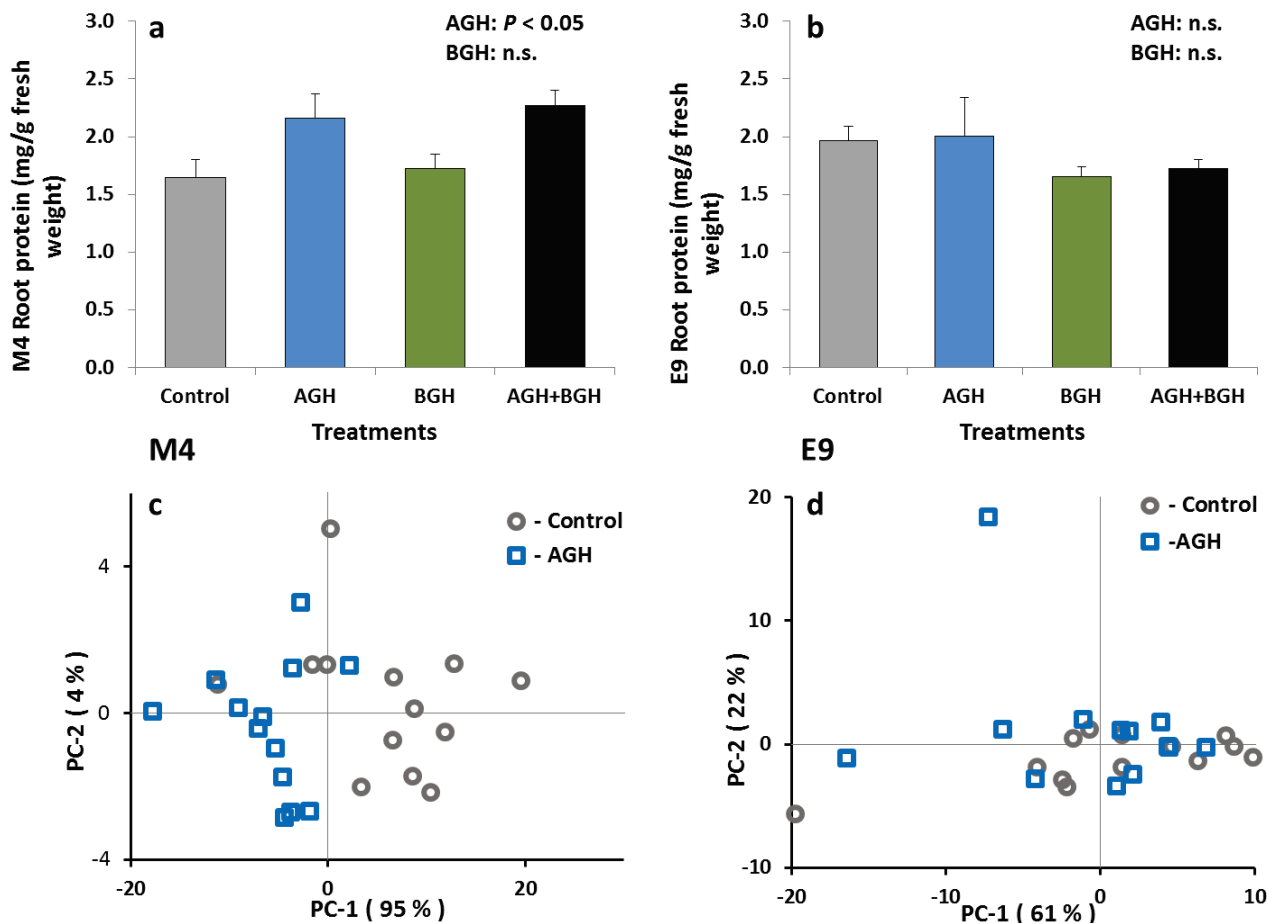 a
AGH: P < 0.05
BGH: n.s.
M4 Root protein (mg/g fresh
weight)
3.0
2.5
2.0
1.5
1.0
0.5
0.0
Control
AGH
BGH
AGH+BGH
Treatments
b
AGH: n.s.
BGH: n.s.
E9 Root protein (mg/g fresh
weight)
3.0
2.5
2.0
1.5
1.0
0.5
0.0
Control
AGH
BGH
AGH+BGH
Treatments
M4
c
- Control
- AGH
PC-2 ( 4 % )
4
0
-4
-20
0
20
PC-1 ( 95 % )
E9
d
- Control
-AGH
PC-2 ( 22 % )
20
10
0
-10
-20
-10
0
10
PC-1 ( 61 % )